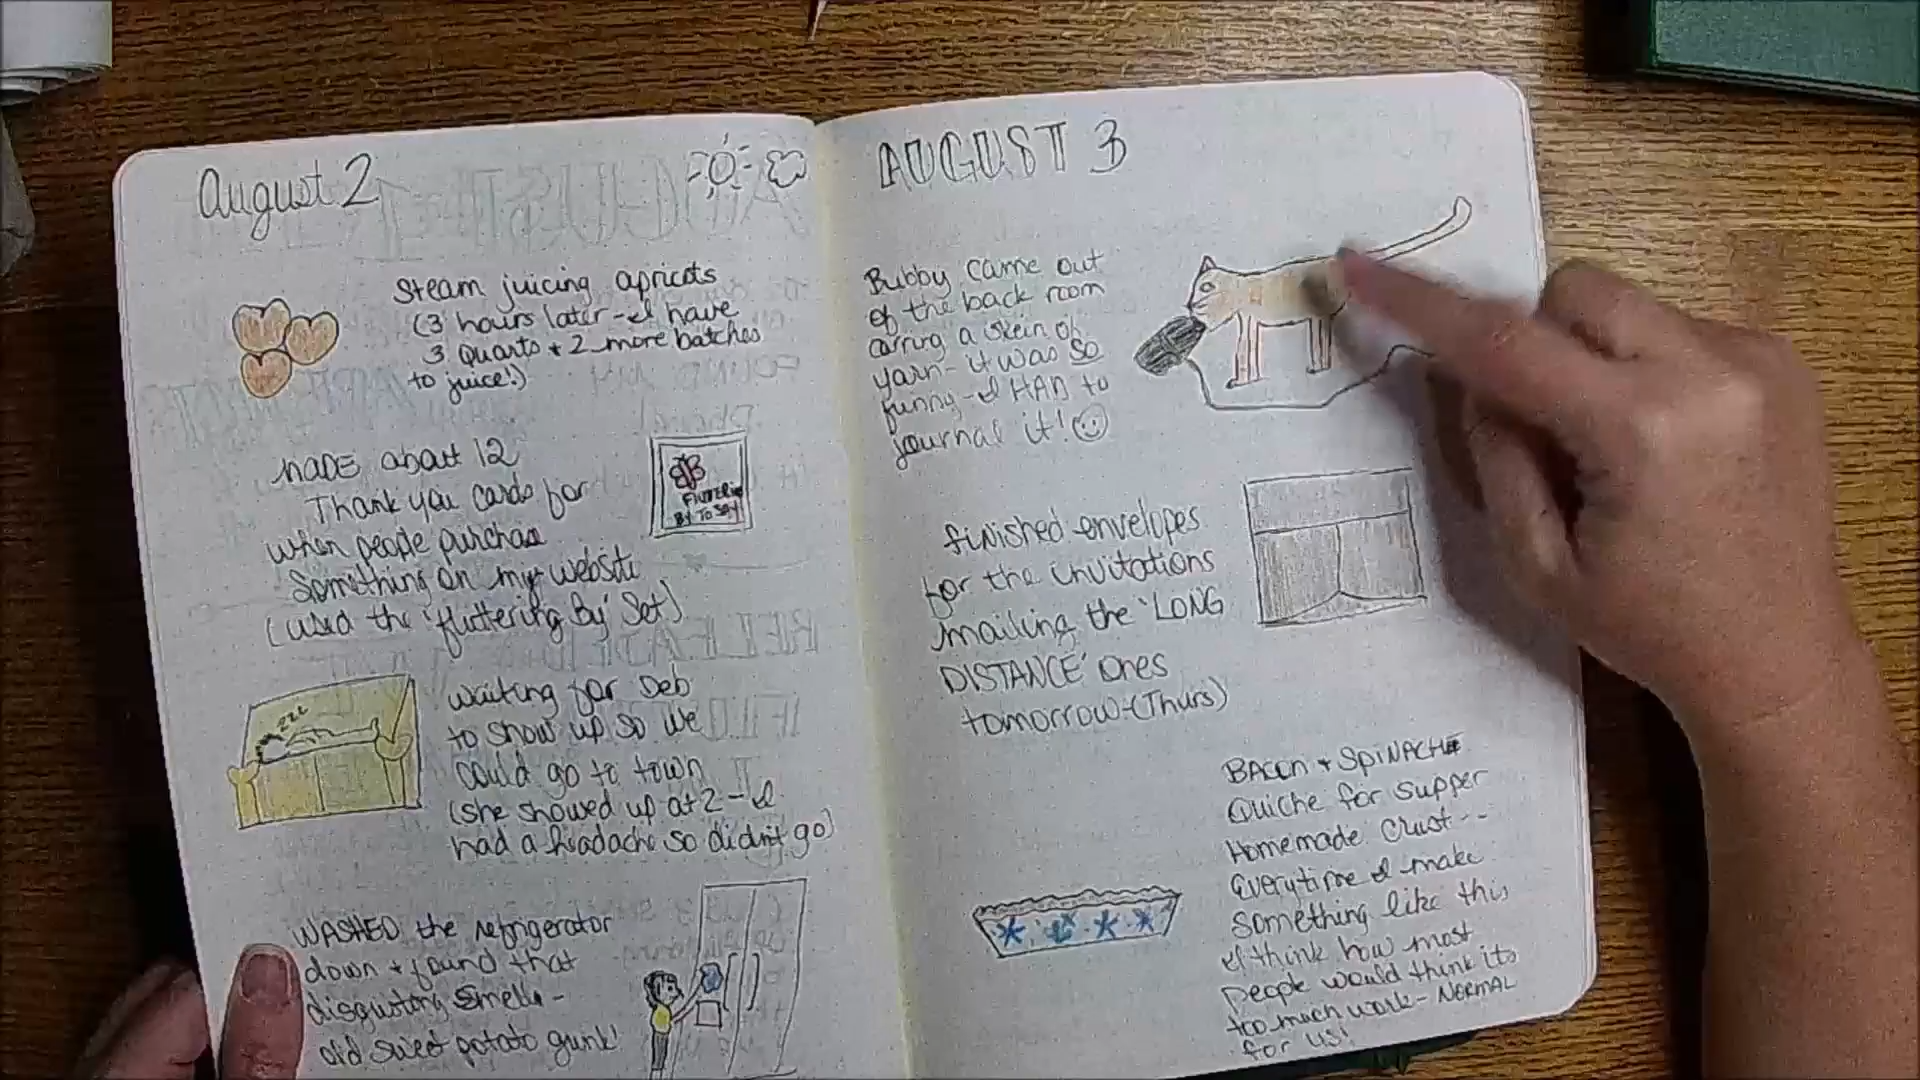 August 2
Steam juicing apricots
(3 hours later - I have
3 quarts + 2 more batches
to juice!)
MADE about 12
Thank you cards for
when people purchase
Something on my website
(used the 'fluttering By' Set)
FLUTTERING
BY TO SAY
waiting for Deb
to show up so we
could go to town
(she showed up at 2 - I
had a headache so didn't go)
zzz
WASHED the refrigerator
down + found that
disgusting smell -
old sweet potato gunk!
AUGUST 3
Bubby came out
of the back room
carring a skein of
yarn - it was so
funny - I HAD to
journal it!
finished envelopes
for the invitations
mailing the 'LONG
DISTANCE' ones
tomorrow - (Thurs)
BACON + SPINACH
Quiche for supper
Homemade crust --
Everytime I make
Something like this
I think how most
people would think its
too much work - NORMAL
for us!